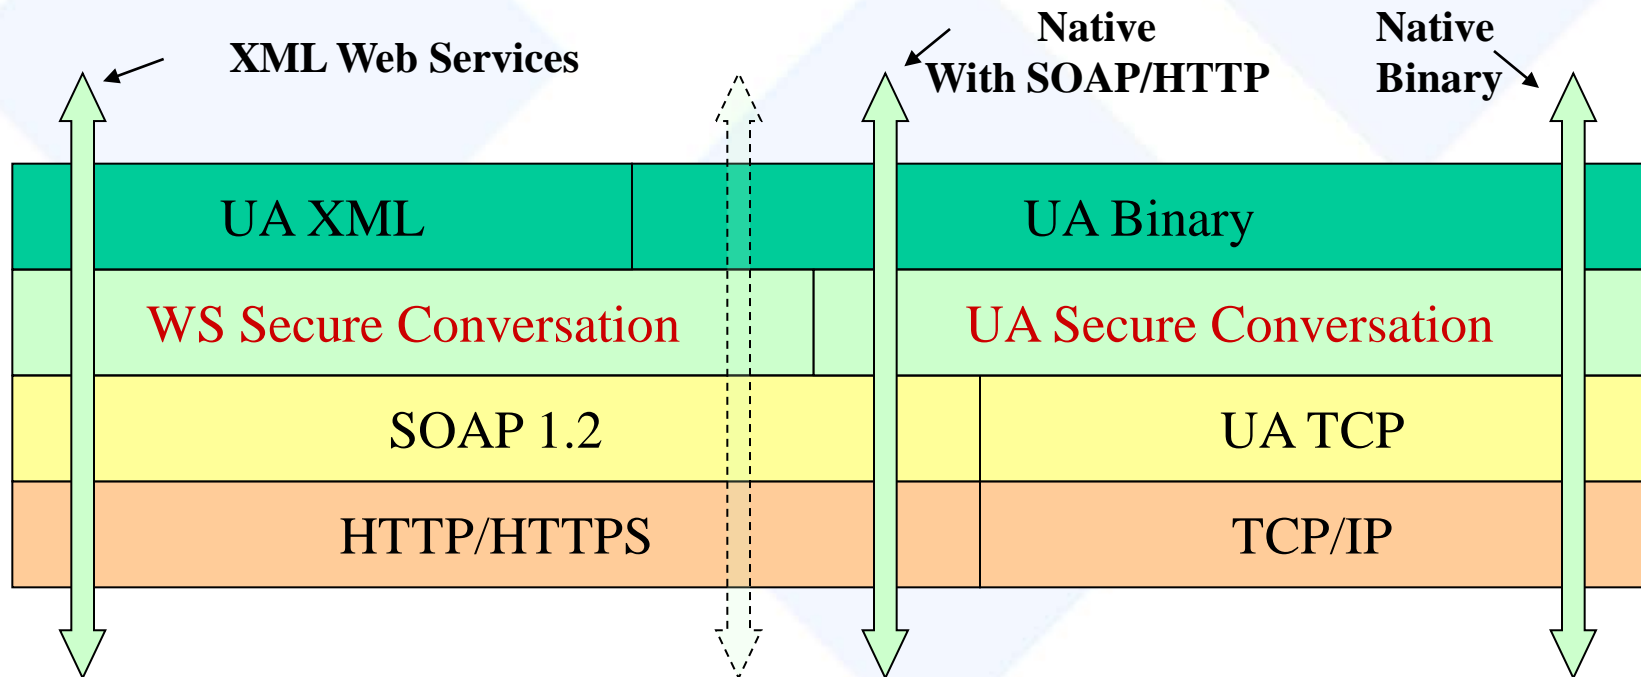 XML Web Services
Native
With SOAP/HTTP
Native
Binary
UA XML
UA Binary
WS Secure Conversation
UA Secure Conversation
SOAP 1.2
UA TCP
HTTP/HTTPS
TCP/IP